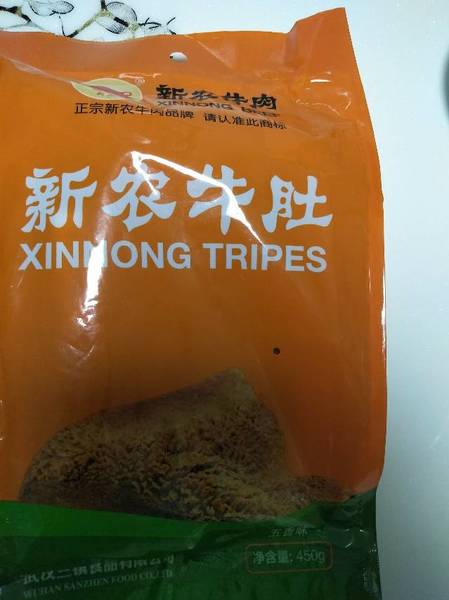 新农牛肉
XINNONG BEEF
正宗新农牛肉品牌 请认准此商标
新农牛肚
XINNONG TRIPES
五香味
净含量: 450g
武汉三镇食品有限公司
WUHAN SANZHEN FOOD CO.LTD